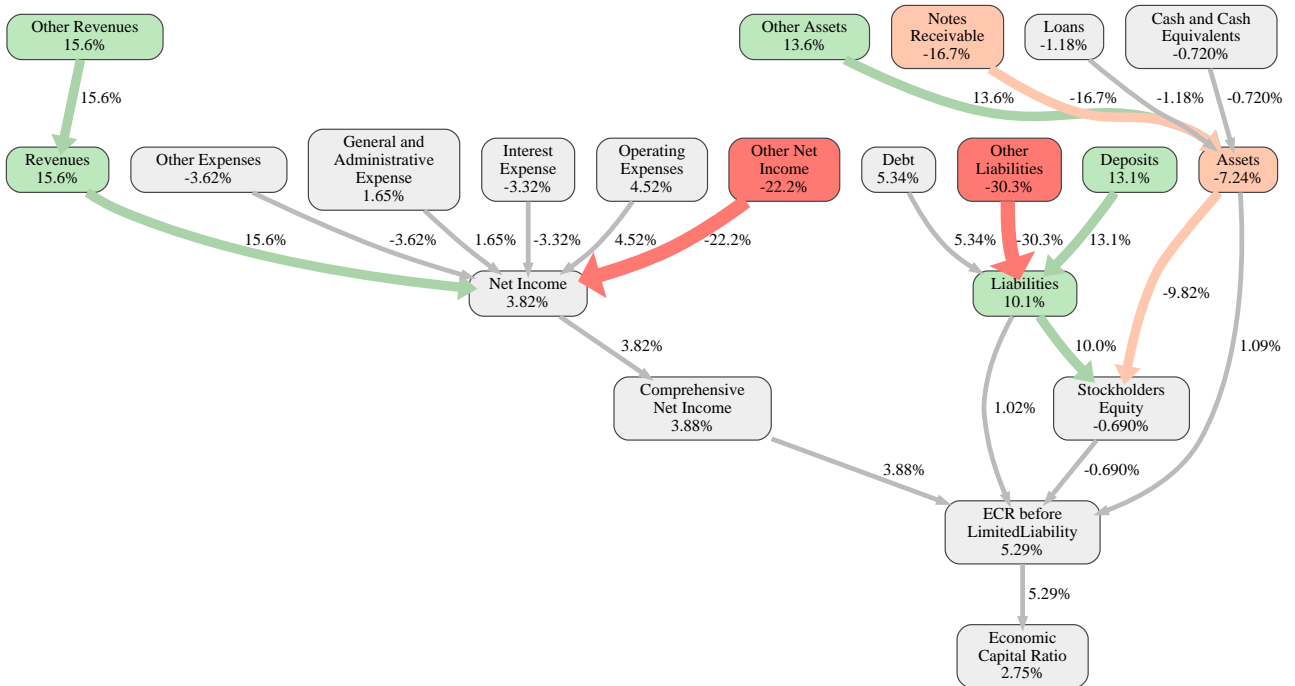 Other Revenues
15.6%
Other Assets
13.6%
Notes
Receivable
-16.7%
Loans
-1.18%
Cash and Cash
Equivalents
-0.720%
15.6%
13.6%
-16.7%
-1.18%
-0.720%
Revenues
15.6%
Other Expenses
-3.62%
General and
Administrative
Expense
1.65%
Interest
Expense
-3.32%
Operating
Expenses
4.52%
Other Net
Income
-22.2%
Debt
5.34%
Other
Liabilities
-30.3%
Deposits
13.1%
Assets
-7.24%
15.6%
-3.62%
1.65%
-3.32%
4.52%
-22.2%
5.34%
-30.3%
13.1%
Net Income
3.82%
Liabilities
10.1%
-9.82%
3.82%
10.0%
1.09%
Comprehensive
Net Income
3.88%
Stockholders
Equity
-0.690%
1.02%
3.88%
-0.690%
ECR before
LimitedLiability
5.29%
5.29%
Economic
Capital Ratio
2.75%